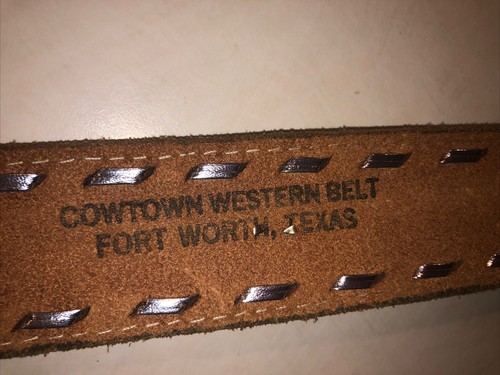 COWTOWN WESTERN BELT
FORT WORTH, TEXAS